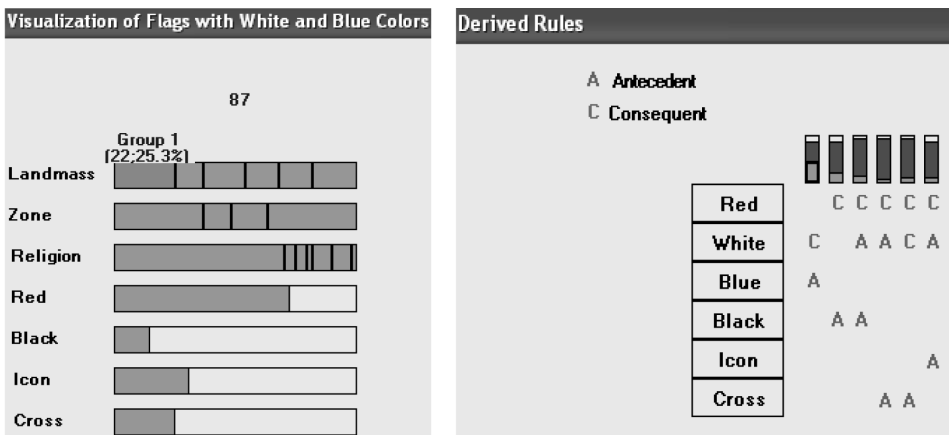 Visualization of Flags with White and Blue Colors
87
Group 1
(22;25.3%)
Landmass
Zone
Religion
Red
Black
Icon
Cross
Derived Rules
A Antecedent
C Consequent
Red C C C C C
White C A A C A
Blue A
Black A A
Icon A
Cross A A